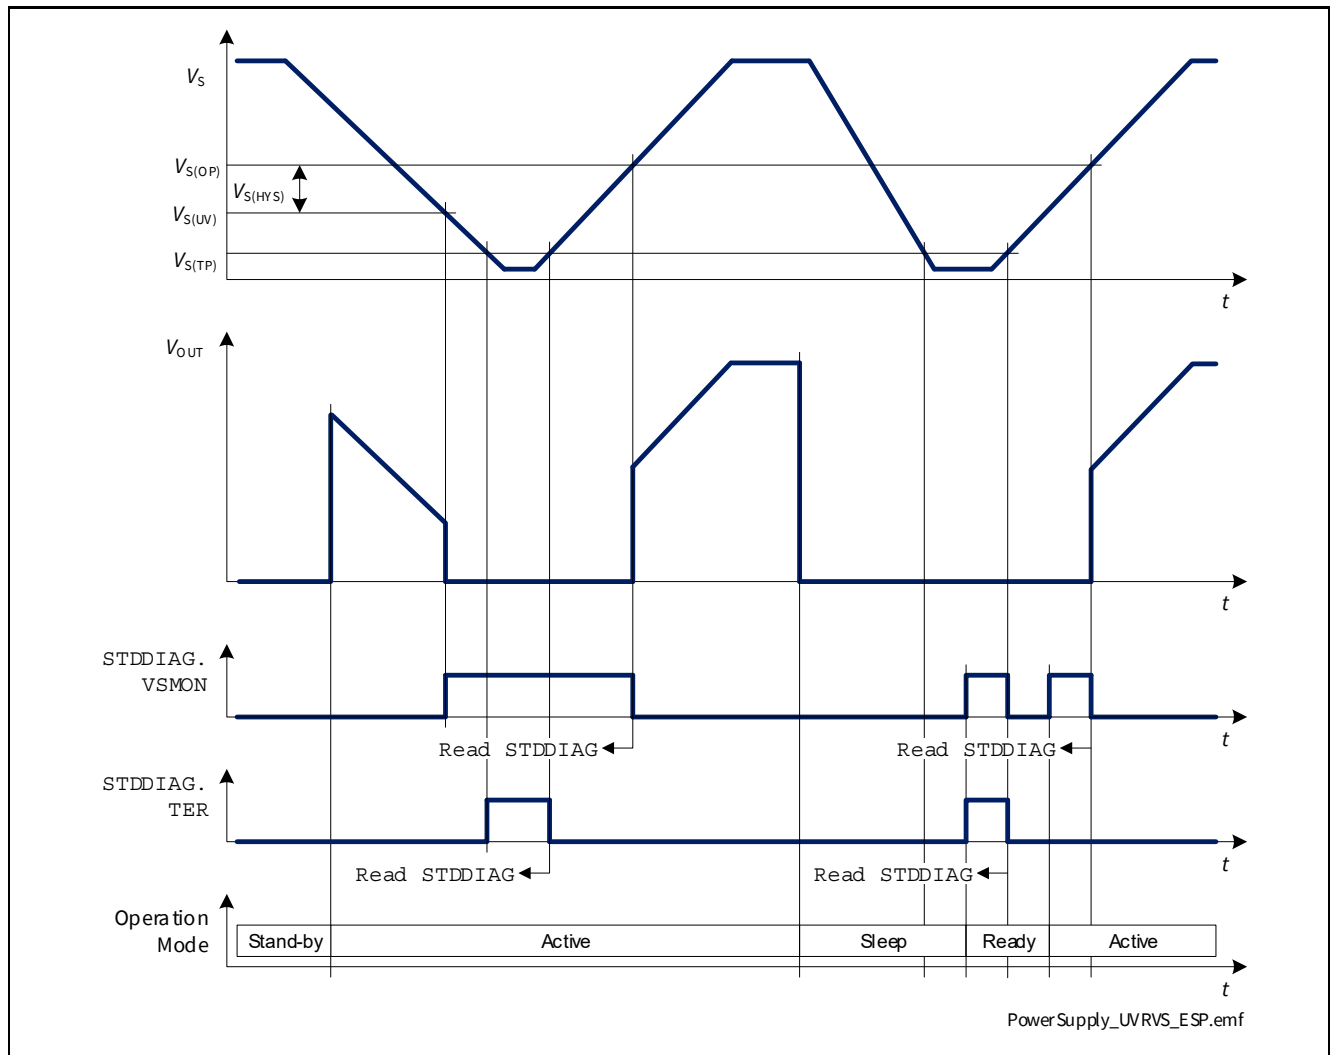 VS
VS(OP)
VS(HYS)
VS(UV)
VS(TP)
t
VOUT
t
STDDIAG.
VSMON
t
Read STDDIAG
Read STDDIAG
STDDIAG.
TER
t
Read STDDIAG
Read STDDIAG
Operation
Mode
Stand-by
Active
Sleep
Ready
Active
t
PowerSupply_UVRVS_ESP.emf